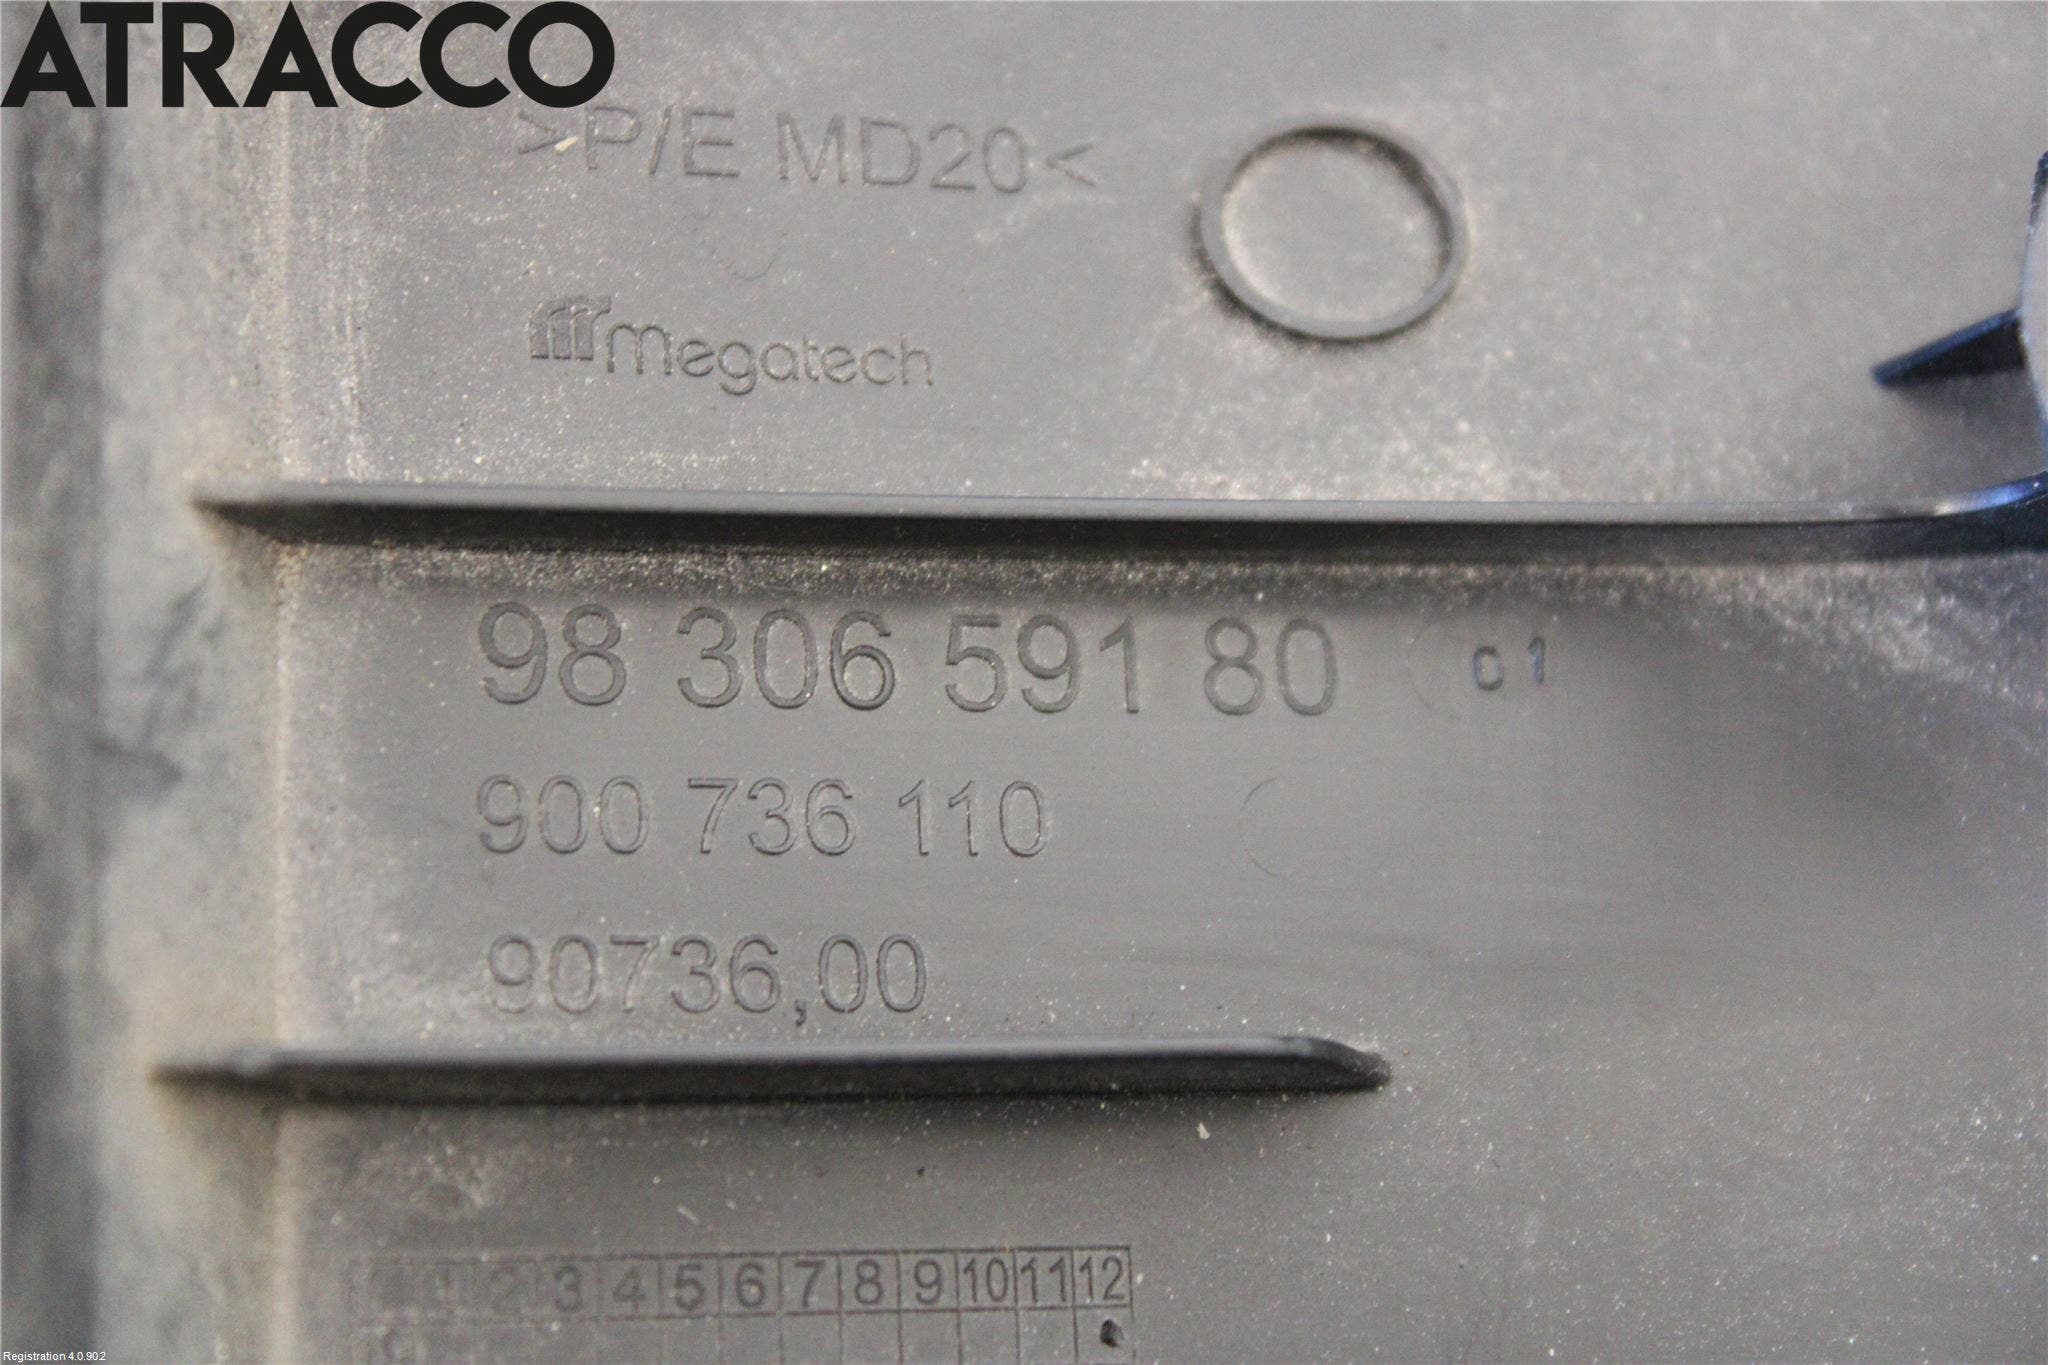 ATRACCO
>P/E MD20<
megatech
98 306 591 80 01
900 736 110
90736,00
1 2 3 4 5 6 7 8 9 10 11 12
Registration 4.0.902